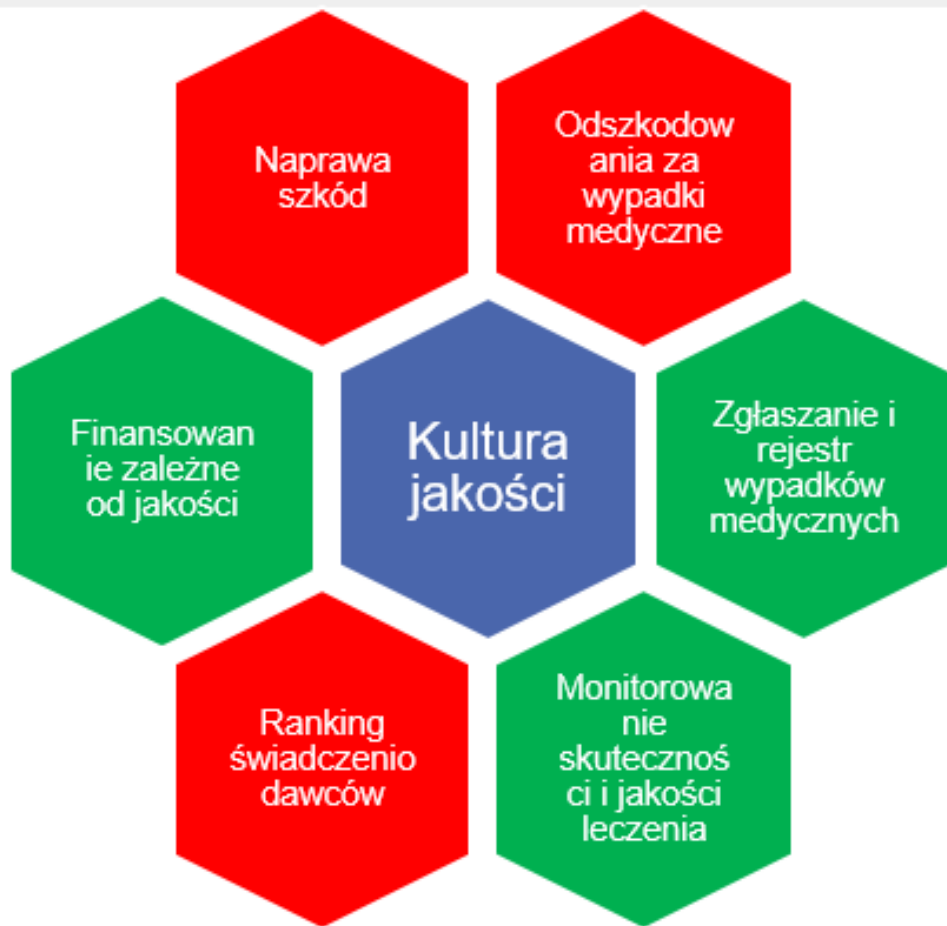 Naprawa
szkód
Odszkodow
ania za
wypadki
medyczne
Finansowan
ie zależne
od jakości
Kultura
jakości
Zgłaszanie i
rejestr
wypadków
medycznych
Ranking
świadczenio
dawców
Monitorowa
nie
skutecznoś
ci i jakości
leczenia